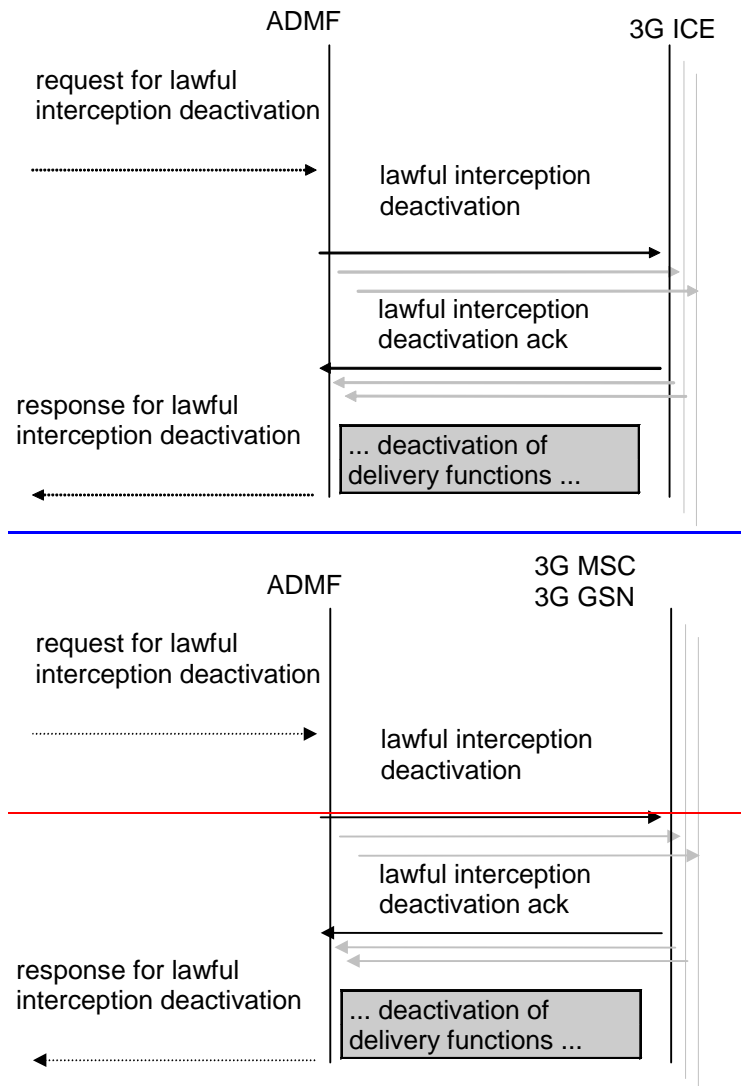 ADMF
3G ICE
request for lawful
interception deactivation
lawful interception
deactivation
lawful interception
deactivation ack
response for lawful
interception deactivation
... deactivation of
delivery functions ...
3G MSC
3G GSN
ADMF
request for lawful
interception deactivation
lawful interception
deactivation
lawful interception
deactivation ack
response for lawful
interception deactivation
... deactivation of
delivery functions ...